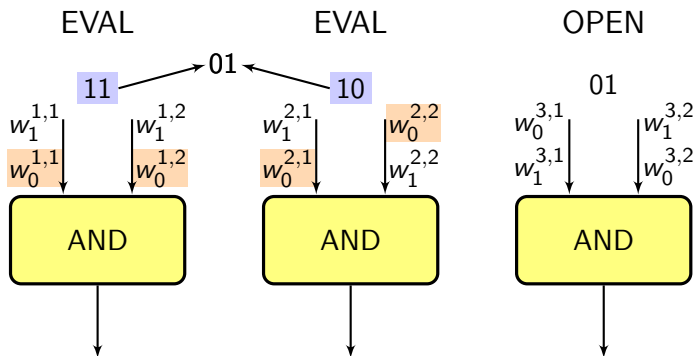 EVAL EVAL OPEN
01
11 10 01
w_1^{1,1} w_1^{1,2} w_1^{2,1} w_0^{2,2} w_0^{3,1} w_1^{3,2}
w_0^{1,1} w_0^{1,2} w_0^{2,1} w_1^{2,2} w_1^{3,1} w_0^{3,2}
AND AND AND